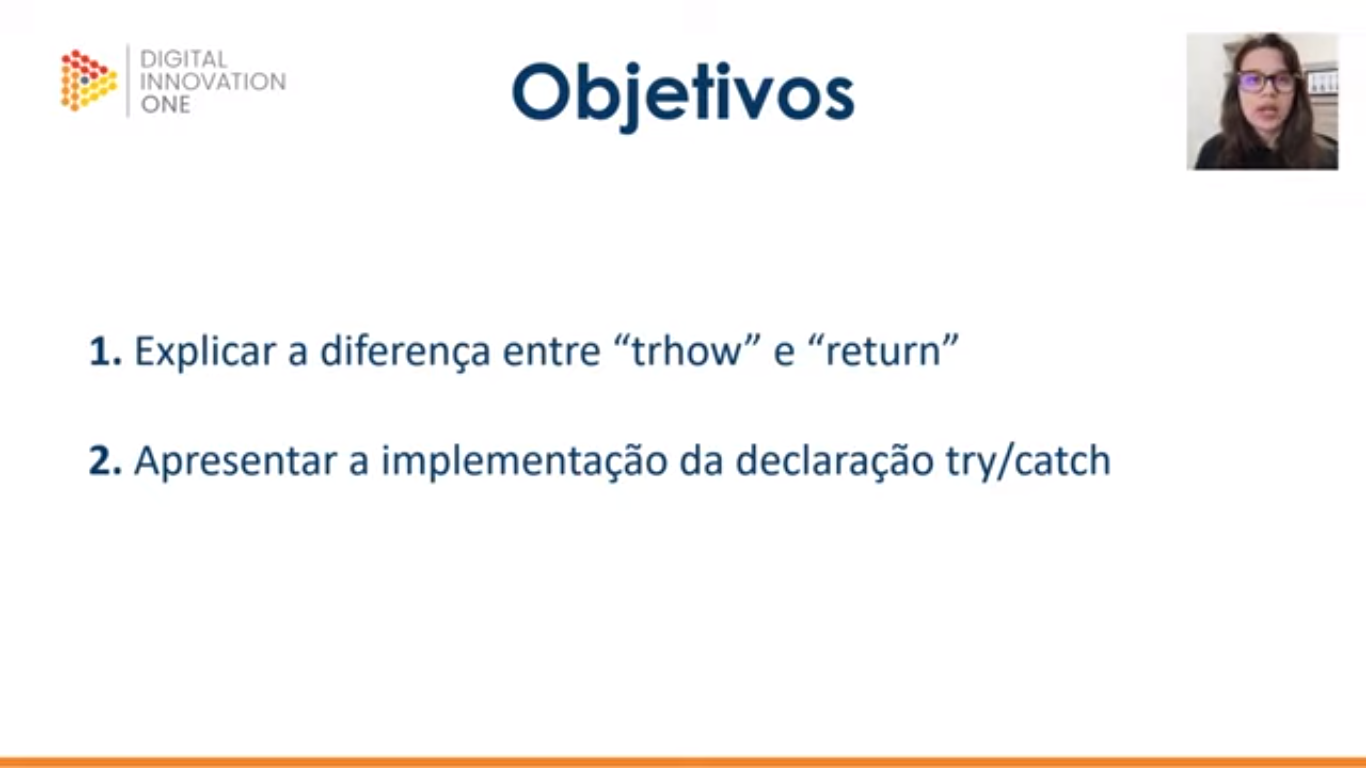 DIGITAL
INNOVATION
ONE
Objetivos
1. Explicar a diferença entre “trhow” e “return”
2. Apresentar a implementação da declaração try/catch